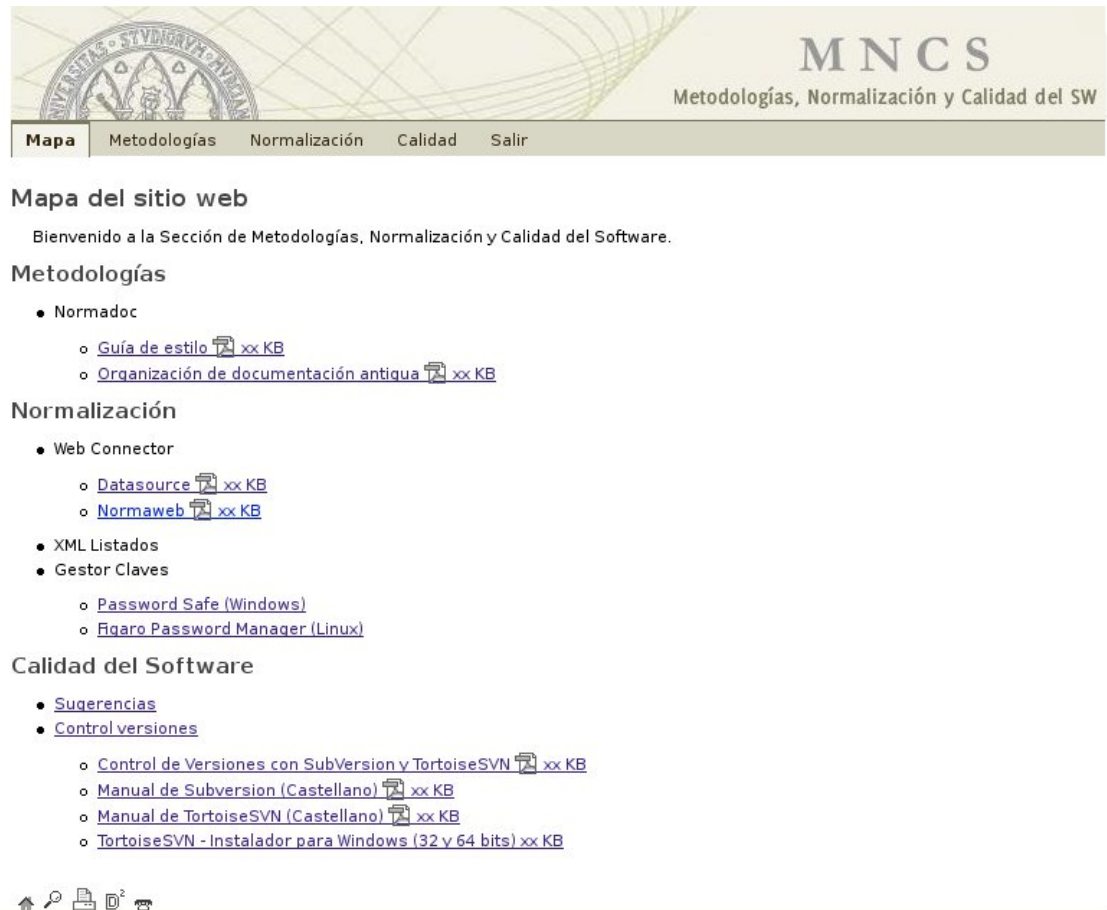 VNIVERSITAS · STVDIORVM · MVRCIAN
M N C S
Metodologías, Normalización y Calidad del SW
Mapa Metodologías Normalización Calidad Salir
Mapa del sitio web
Bienvenido a la Sección de Metodologías, Normalización y Calidad del Software.
Metodologías
• Normadoc
o Guía de estilo xx KB
o Organización de documentación antigua xx KB
Normalización
• Web Connector
o Datasource xx KB
o Normaweb xx KB
• XML Listados
• Gestor Claves
o Password Safe (Windows)
o Figaro Password Manager (Linux)
Calidad del Software
• Sugerencias
• Control versiones
o Control de Versiones con SubVersion y TortoiseSVN xx KB
o Manual de Subversion (Castellano) xx KB
o Manual de TortoiseSVN (Castellano) xx KB
o TortoiseSVN - Instalador para Windows (32 y 64 bits) xx KB
D²